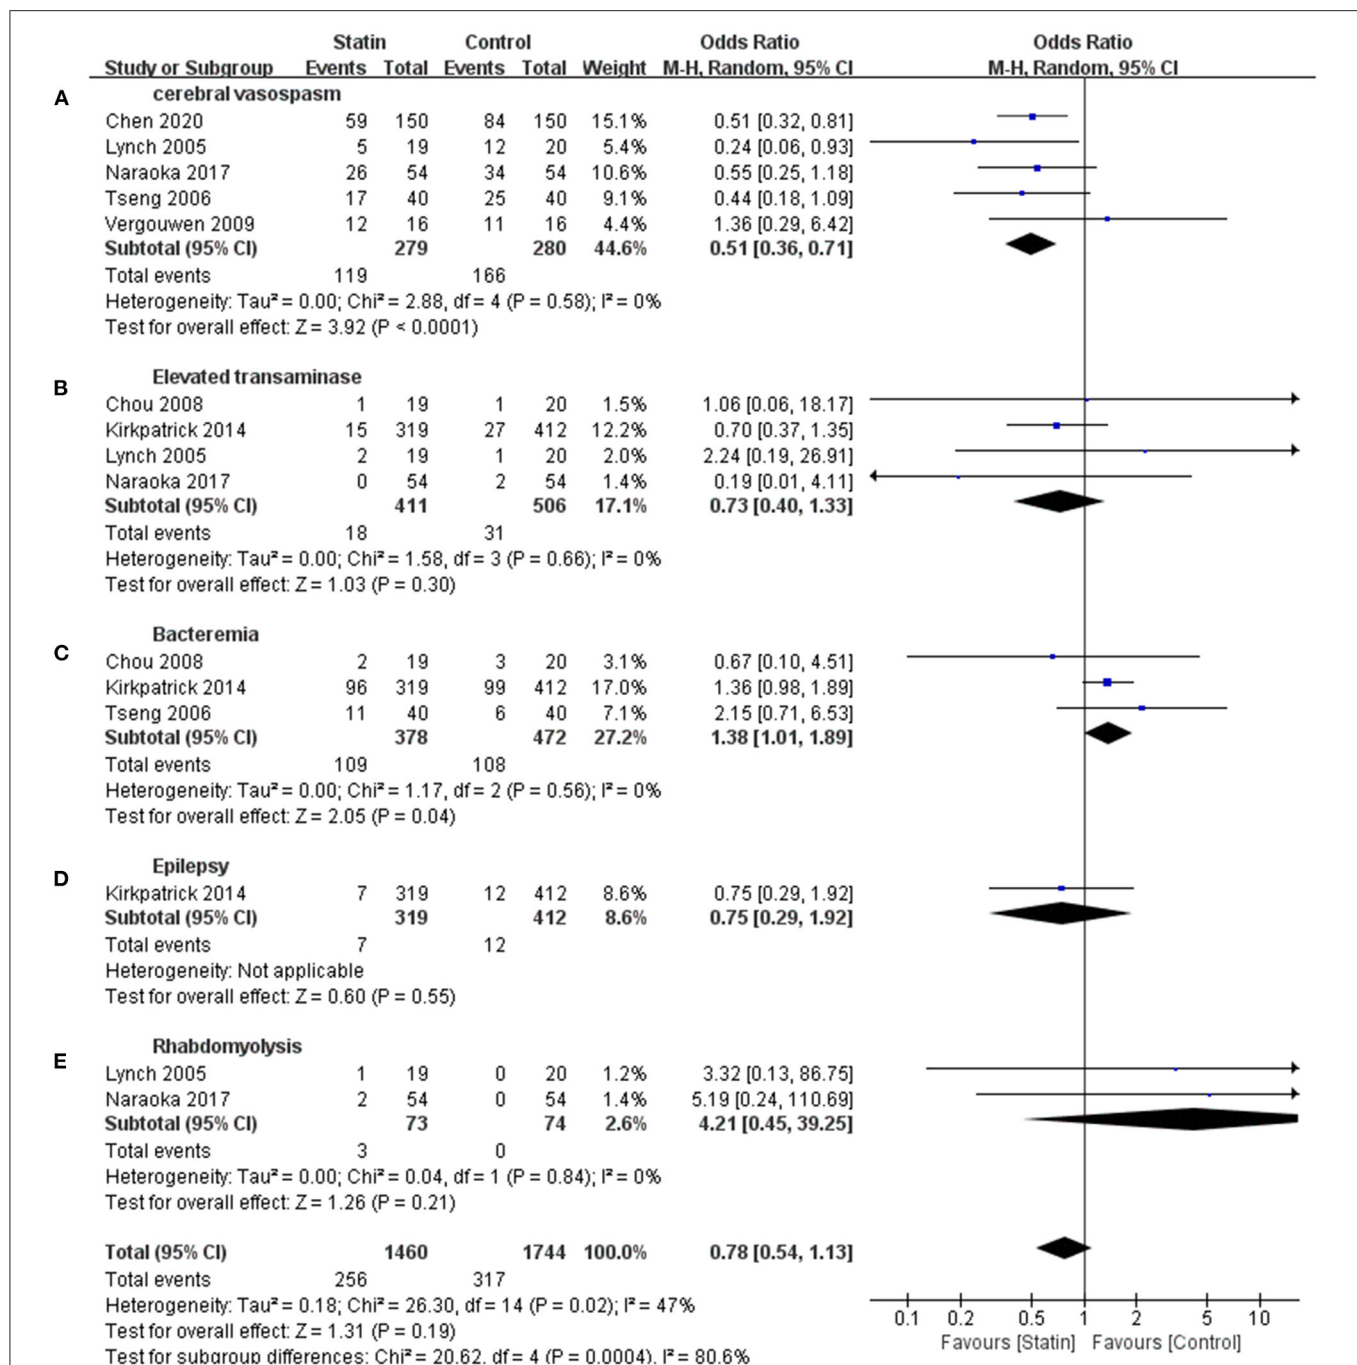 Statin Control Odds Ratio Odds Ratio
Study or Subgroup Events Total Events Total Weight M-H, Random, 95% CI M-H, Random, 95% CI
A cerebral vasospasm
Chen 2020 59 150 84 150 15.1% 0.51 [0.32, 0.81]
Lynch 2005 5 19 12 20 5.4% 0.24 [0.06, 0.93]
Naraoka 2017 26 54 34 54 10.6% 0.55 [0.25, 1.18]
Tseng 2006 17 40 25 40 9.1% 0.44 [0.18, 1.09]
Vergouwen 2009 12 16 11 16 4.4% 1.36 [0.29, 6.42]
Subtotal (95% CI) 279 280 44.6% 0.51 [0.36, 0.71]
Total events 119 166
Heterogeneity: Tau² = 0.00; Chi² = 2.88, df = 4 (P = 0.58); I² = 0%
Test for overall effect: Z = 3.92 (P < 0.0001)
B Elevated transaminase
Chou 2008 1 19 1 20 1.5% 1.06 [0.06, 18.17]
Kirkpatrick 2014 15 319 27 412 12.2% 0.70 [0.37, 1.35]
Lynch 2005 2 19 1 20 2.0% 2.24 [0.19, 26.91]
Naraoka 2017 0 54 2 54 1.4% 0.19 [0.01, 4.11]
Subtotal (95% CI) 411 506 17.1% 0.73 [0.40, 1.33]
Total events 18 31
Heterogeneity: Tau² = 0.00; Chi² = 1.58, df = 3 (P = 0.66); I² = 0%
Test for overall effect: Z = 1.03 (P = 0.30)
C Bacteremia
Chou 2008 2 19 3 20 3.1% 0.67 [0.10, 4.51]
Kirkpatrick 2014 96 319 99 412 17.0% 1.36 [0.98, 1.89]
Tseng 2006 11 40 6 40 7.1% 2.15 [0.71, 6.53]
Subtotal (95% CI) 378 472 27.2% 1.38 [1.01, 1.89]
Total events 109 108
Heterogeneity: Tau² = 0.00; Chi² = 1.17, df = 2 (P = 0.56); I² = 0%
Test for overall effect: Z = 2.05 (P = 0.04)
D Epilepsy
Kirkpatrick 2014 7 319 12 412 8.6% 0.75 [0.29, 1.92]
Subtotal (95% CI) 319 412 8.6% 0.75 [0.29, 1.92]
Total events 7 12
Heterogeneity: Not applicable
Test for overall effect: Z = 0.60 (P = 0.55)
E Rhabdomyolysis
Lynch 2005 1 19 0 20 1.2% 3.32 [0.13, 86.75]
Naraoka 2017 2 54 0 54 1.4% 5.19 [0.24, 110.69]
Subtotal (95% CI) 73 74 2.6% 4.21 [0.45, 39.25]
Total events 3 0
Heterogeneity: Tau² = 0.00; Chi² = 0.04, df = 1 (P = 0.84); I² = 0%
Test for overall effect: Z = 1.26 (P = 0.21)
Total (95% CI) 1460 1744 100.0% 0.78 [0.54, 1.13]
Total events 256 317
Heterogeneity: Tau² = 0.18; Chi² = 26.30, df = 14 (P = 0.02); I² = 47%
Test for overall effect: Z = 1.31 (P = 0.19)
Test for subgroup differences: Chi² = 20.62, df = 4 (P = 0.0004), I² = 80.6%
0.1 0.2 0.5 1 2 5 10
Favours [Statin] Favours [Control]